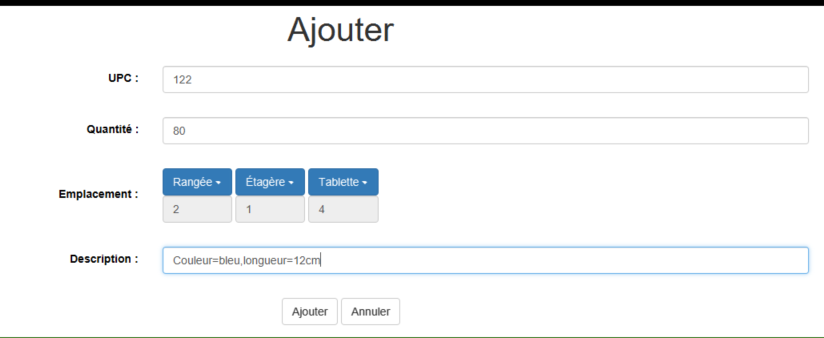 Ajouter
UPC :
122
Quantité :
80
Emplacement :
Rangée Étagère Tablette
2 1 4
Description :
Couleur=bleu,longueur=12cm
Ajouter Annuler